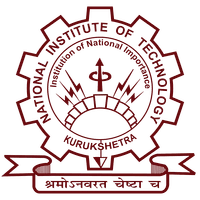 NATIONAL INSTITUTE OF TECHNOLOGY
Institution of National Importance
KURUKSHETRA
श्रमोऽनवरत चेष्टा च